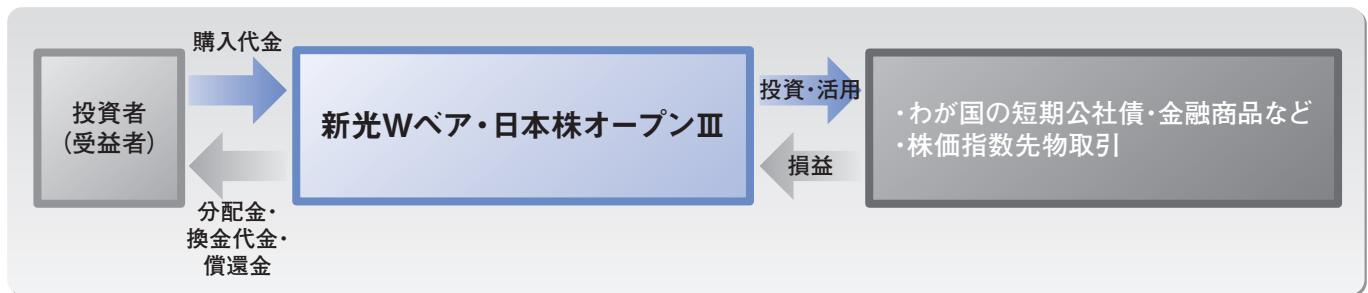 購入代金
投資者
(受益者)
分配金・
換金代金・
償還金
新光Wベア・日本株オープンⅢ
投資・活用
損益
・わが国の短期公社債・金融商品など
・株価指数先物取引